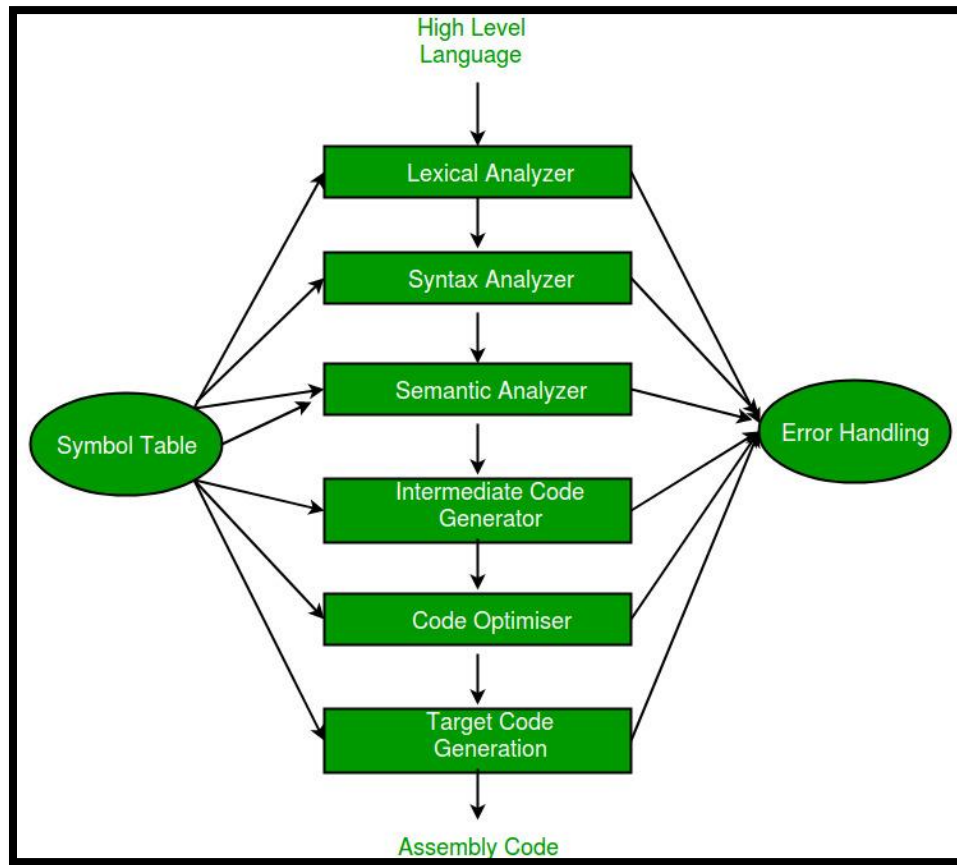 High Level
Language
Lexical Analyzer
Syntax Analyzer
Semantic Analyzer
Symbol Table
Error Handling
Intermediate Code
Generator
Code Optimiser
Target Code
Generation
Assembly Code